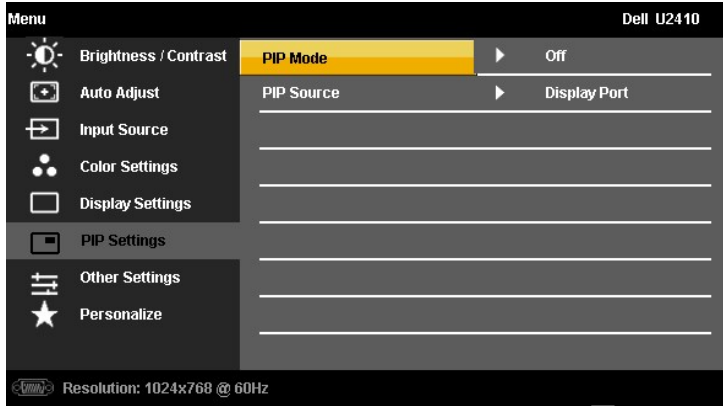 Menu Dell U2410
Brightness / Contrast PIP Mode Off
Auto Adjust PIP Source Display Port
Input Source
Color Settings
Display Settings
PIP Settings
Other Settings
Personalize
Resolution: 1024x768 @ 60Hz